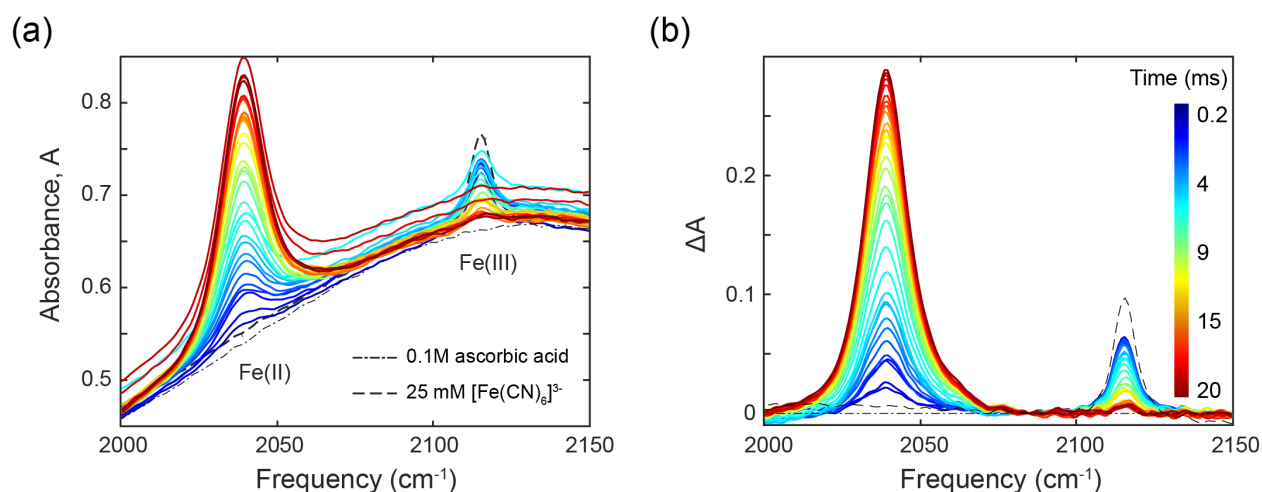 (a)
Absorbance, A
0.8
0.7
0.6
0.5
Fe(II)
Fe(III)
0.1M ascorbic acid
25 mM [Fe(CN)₆]³⁻
2000 2050 2100 2150
Frequency (cm⁻¹)
(b)
ΔA
0.2
0.1
0
Time (ms)
0.2
4
9
15
20
2000 2050 2100 2150
Frequency (cm⁻¹)